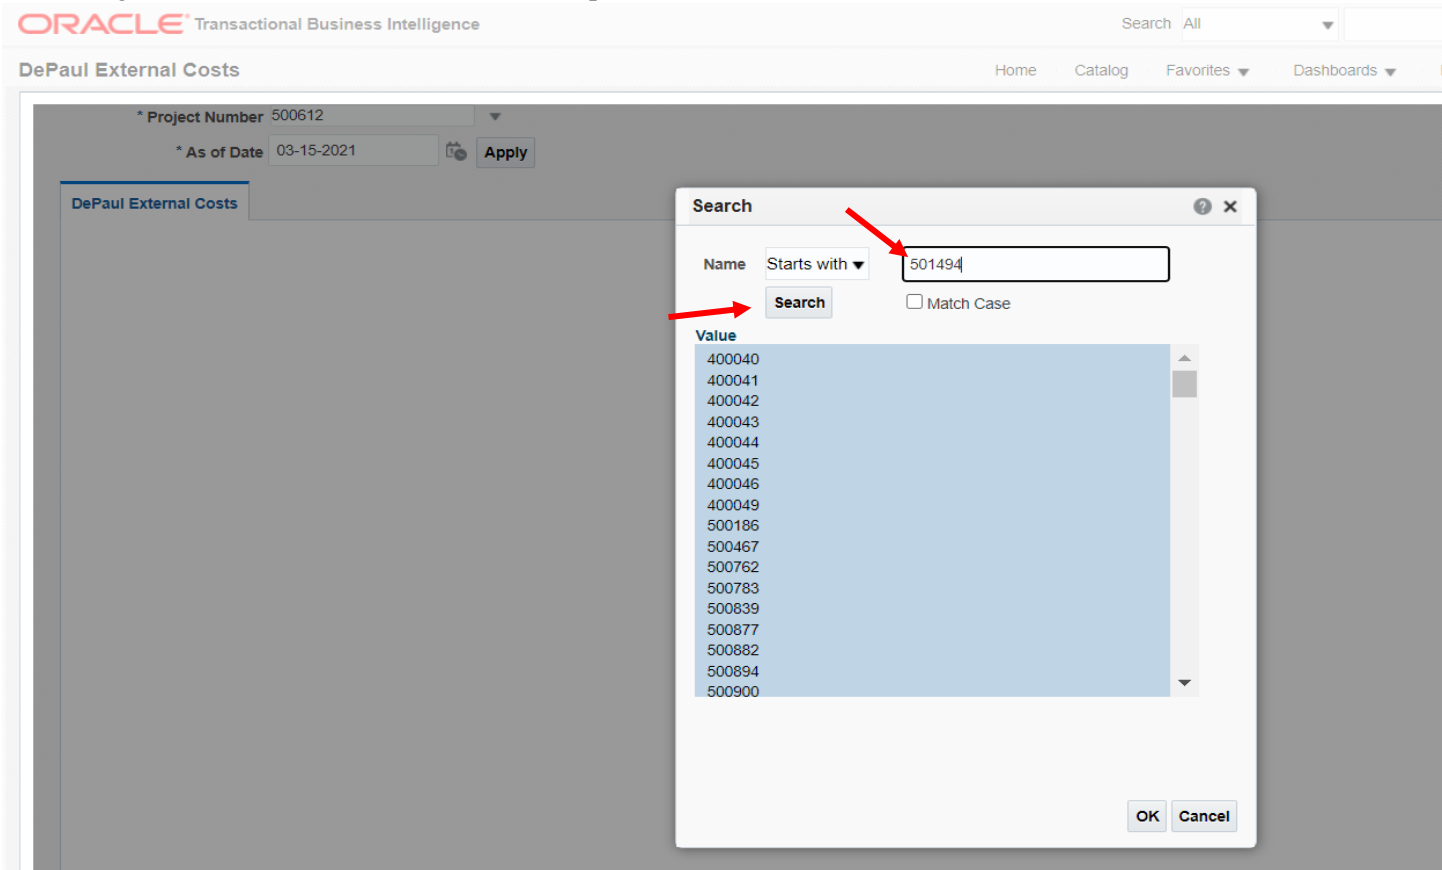 ORACLE Transactional Business Intelligence Search All
DePaul External Costs Home Catalog Favorites Dashboards
* Project Number 500612
* As of Date 03-15-2021 Apply
DePaul External Costs
Search
Name Starts with 501494
Search Match Case
Value
400040
400041
400042
400043
400044
400045
400046
400049
500186
500467
500762
500783
500839
500877
500882
500894
500900
OK Cancel